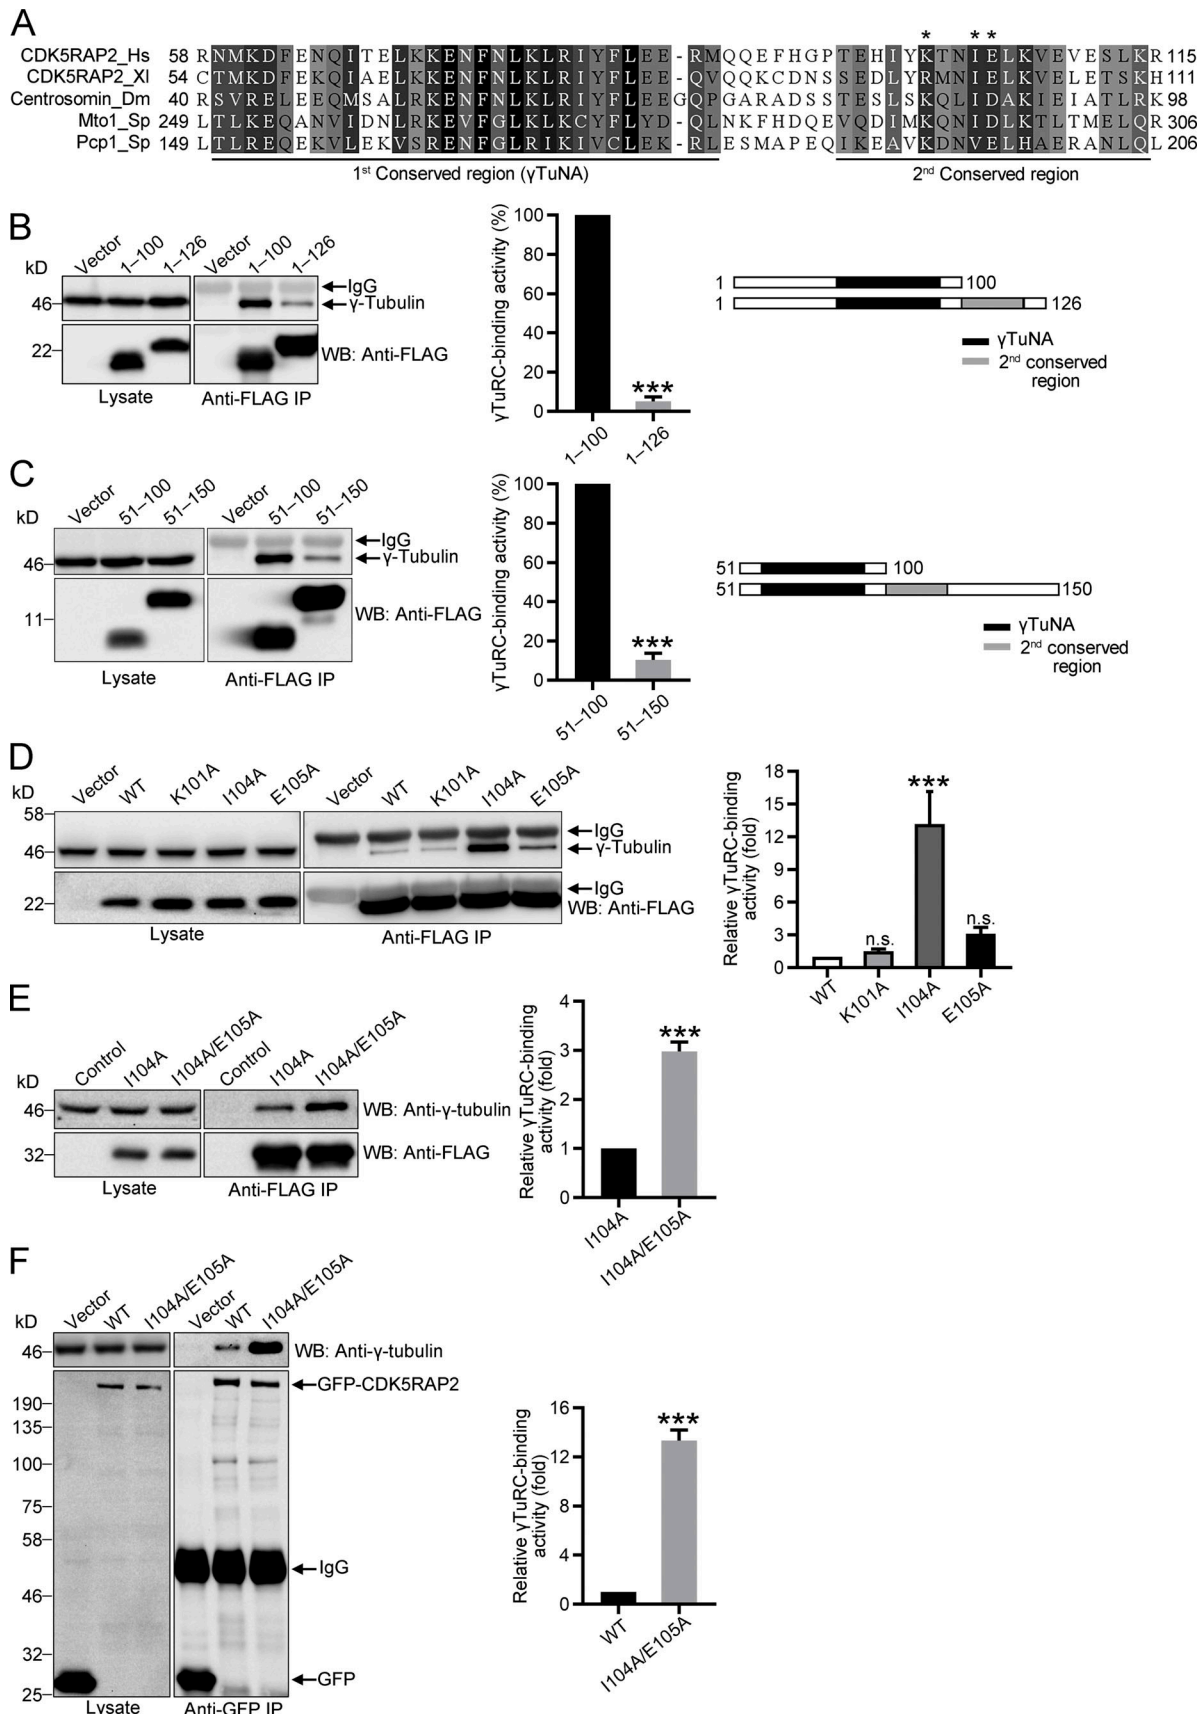 A
* * *
CDK5RAP2_Hs 58 RNMKDFENQITELKKENFNLKLRIYFLEE-RMQQEFHGPTEHIYKTNIELKVEVESLKR 115
CDK5RAP2_Xl 54 CTMKDFEKQIAELKKENFNLKLRIYFLEE-QVQQKCDNSSEDLYRMNIELKVELETSKH 111
Centrosomin_Dm 40 RSVRELEEQMSALRKENFNLKLRIYFLEEGQPGARADSSTESLSKQLIDAKIEIATLRK 98
Mto1_Sp 249 LTLKEQANVIDNLRKEVFGLKLKCYFLYD-QLNKFHDQEVQDIMKQNIDLKTLTMELQR 306
Pcp1_Sp 149 LTLREQEKVLEKVSRENFGLRIKIVCLEK-RLESMAPEQIKEAVKDNVELHAERANLQL 206
1st Conserved region (γTuNA) 2nd Conserved region
B
kD
Vector 1–100 1–126 Vector 1–100 1–126
46 IgG
γ-Tubulin
22 WB: Anti-FLAG
Lysate Anti-FLAG IP
γTuRC-binding activity (%)
100
80
60
40
20
0
***
1–100 1–126
1 100
1 126
γTuNA
2nd conserved
region
C
kD
Vector 51–100 51–150 Vector 51–100 51–150
IgG
46 γ-Tubulin
11 WB: Anti-FLAG
Lysate Anti-FLAG IP
γTuRC-binding activity (%)
100
80
60
40
20
0
***
51–100 51–150
51 100
51 150
γTuNA
2nd conserved
region
D
kD
Vector WT K101A I104A E105A Vector WT K101A I104A E105A
58
IgG
46 γ-Tubulin
IgG
22 WB: Anti-FLAG
Lysate Anti-FLAG IP
Relative γTuRC-binding
activity (fold)
18
15
12
9
6
3
0
n.s. *** n.s.
WT K101A I104A E105A
E
kD
Control I104A I104A/E105A Control I104A I104A/E105A
46 WB: Anti-γ-tubulin
32 WB: Anti-FLAG
Lysate Anti-FLAG IP
Relative γTuRC-binding
activity (fold)
4
3
2
1
0
***
I104A I104A/E105A
F
kD
Vector WT I104A/E105A Vector WT I104A/E105A
46 WB: Anti-γ-tubulin
GFP-CDK5RAP2
190
135
100
75
58
IgG
46
32
GFP
25
Lysate Anti-GFP IP
Relative γTuRC-binding
activity (fold)
16
12
8
4
0
***
WT I104A/E105A